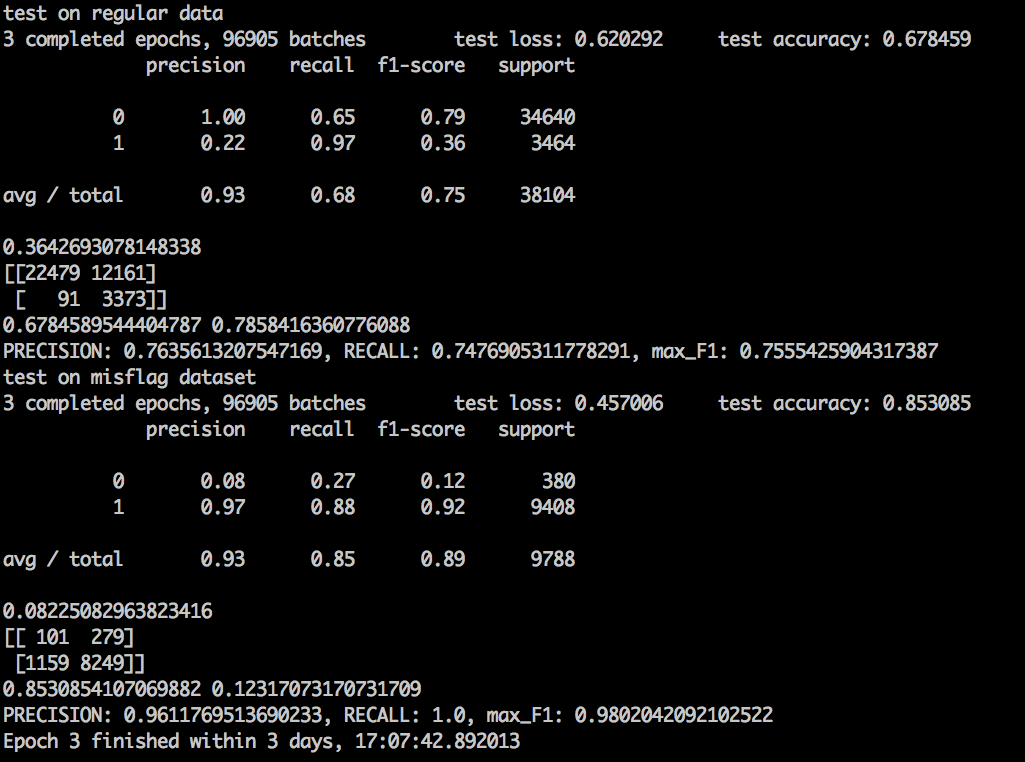 test on regular data
3 completed epochs, 96905 batches test loss: 0.620292 test accuracy: 0.678459
precision recall f1-score support
0 1.00 0.65 0.79 34640
1 0.22 0.97 0.36 3464
avg / total 0.93 0.68 0.75 38104
0.3642693078148338
[[22479 12161]
[ 91 3373]]
0.6784589544404787 0.7858416360776088
PRECISION: 0.7635613207547169, RECALL: 0.7476905311778291, max_F1: 0.7555425904317387
test on misflag dataset
3 completed epochs, 96905 batches test loss: 0.457006 test accuracy: 0.853085
precision recall f1-score support
0 0.08 0.27 0.12 380
1 0.97 0.88 0.92 9408
avg / total 0.93 0.85 0.89 9788
0.08225082963823416
[[ 101 279]
[1159 8249]]
0.8530854107069882 0.12317073170731709
PRECISION: 0.9611769513690233, RECALL: 1.0, max_F1: 0.9802042092102522
Epoch 3 finished within 3 days, 17:07:42.892013